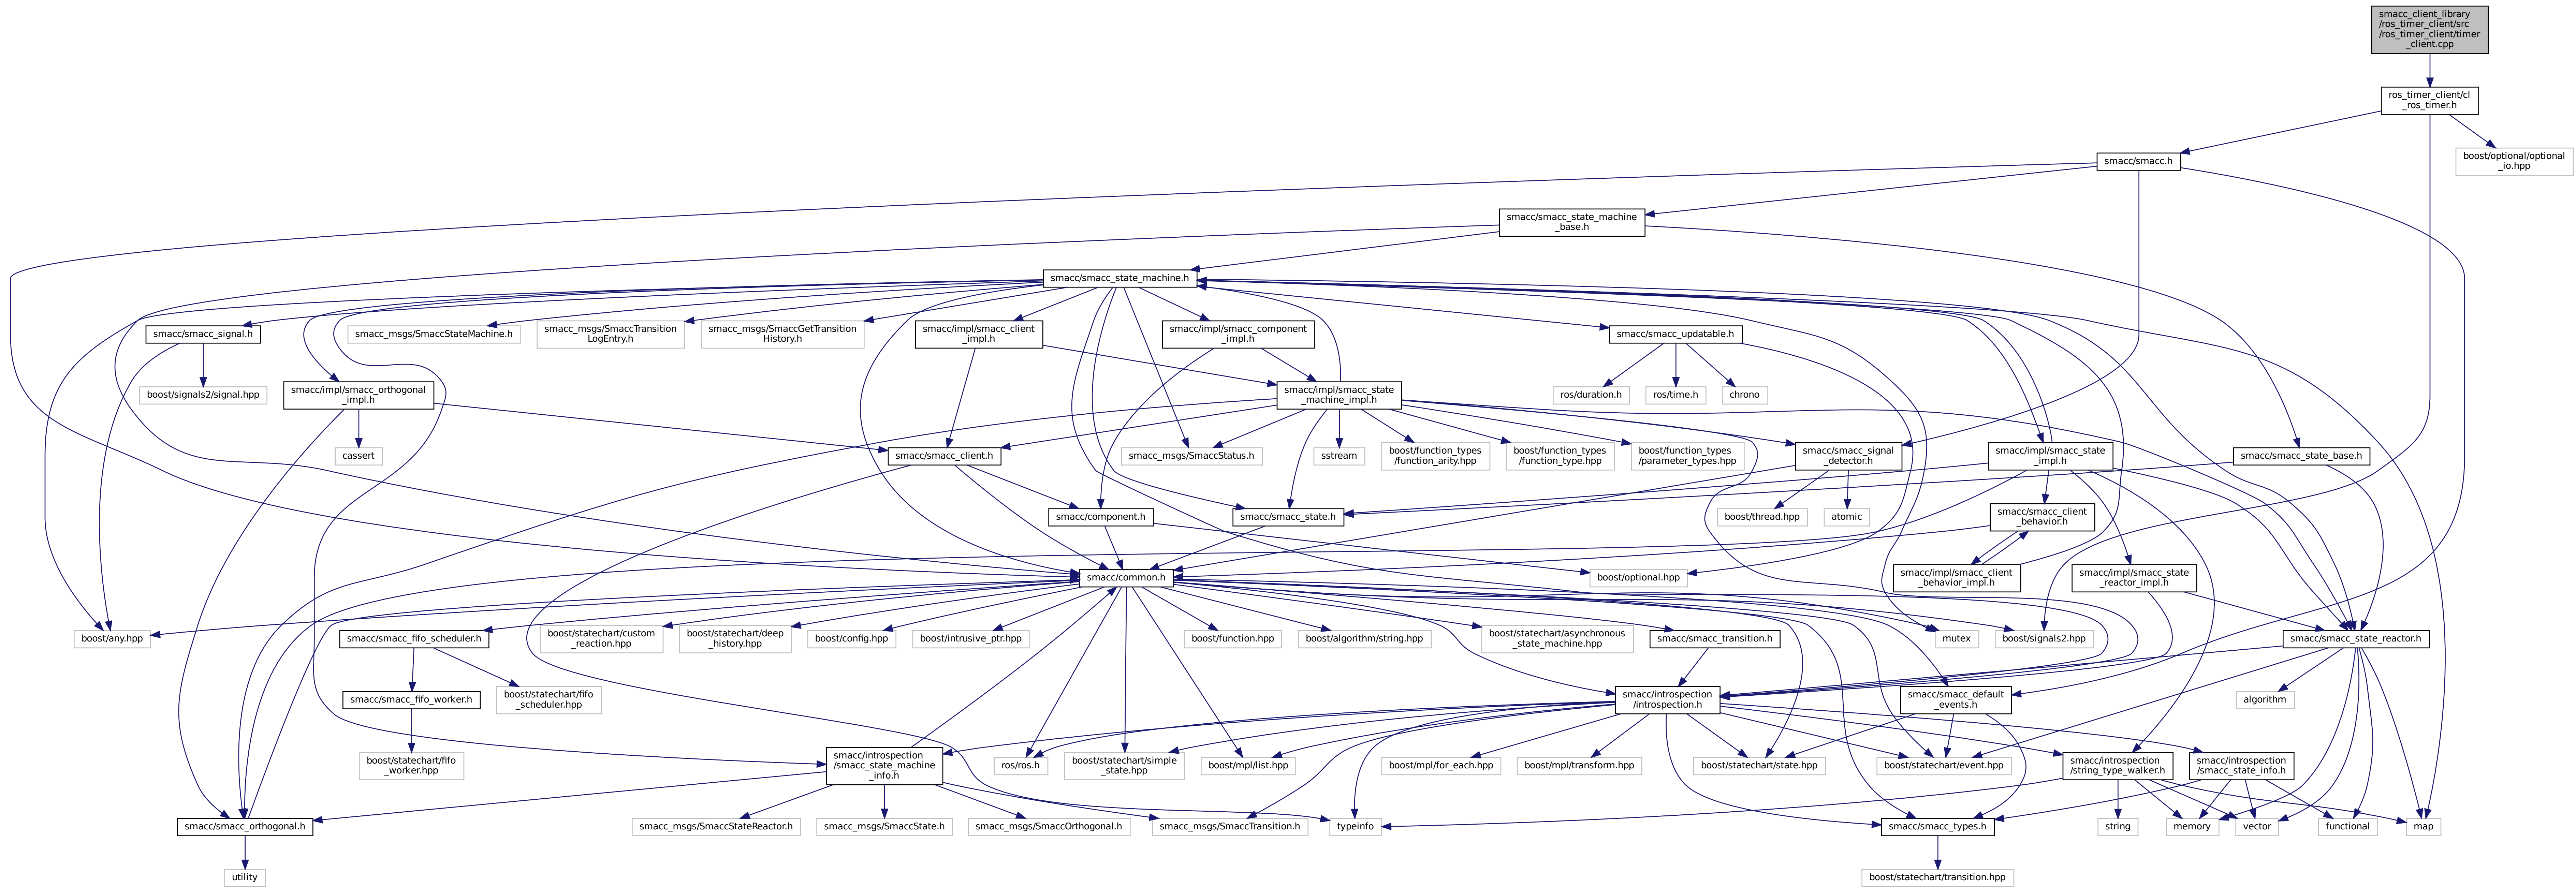 smacc_client_library
/ros_timer_client/src
/ros_timer_client/timer
_client.cpp
ros_timer_client/cl
_ros_timer.h
smacc/smacc.h
boost/optional/optional
_io.hpp
smacc/smacc_state_machine
_base.h
smacc/smacc_state_machine.h
smacc/smacc_signal.h
smacc_msgs/SmaccStateMachine.h
smacc_msgs/SmaccTransition
LogEntry.h
smacc_msgs/SmaccGetTransition
History.h
smacc/impl/smacc_client
_impl.h
smacc/impl/smacc_component
_impl.h
smacc/smacc_updatable.h
boost/signals2/signal.hpp
smacc/impl/smacc_orthogonal
_impl.h
smacc/impl/smacc_state
_machine_impl.h
ros/duration.h
ros/time.h
chrono
cassert
smacc/smacc_client.h
smacc_msgs/SmaccStatus.h
sstream
boost/function_types
/function_arity.hpp
boost/function_types
/function_type.hpp
boost/function_types
/parameter_types.hpp
smacc/smacc_signal
_detector.h
smacc/impl/smacc_state
_impl.h
smacc/smacc_state_base.h
smacc/component.h
smacc/smacc_state.h
boost/thread.hpp
atomic
smacc/smacc_client
_behavior.h
smacc/common.h
boost/optional.hpp
smacc/impl/smacc_client
_behavior_impl.h
smacc/impl/smacc_state
_reactor_impl.h
boost/any.hpp
smacc/smacc_fifo_scheduler.h
boost/statechart/custom
_reaction.hpp
boost/statechart/deep
_history.hpp
boost/config.hpp
boost/intrusive_ptr.hpp
boost/function.hpp
boost/algorithm/string.hpp
boost/statechart/asynchronous
_state_machine.hpp
smacc/smacc_transition.h
mutex
boost/signals2.hpp
smacc/smacc_state_reactor.h
smacc/smacc_fifo_worker.h
boost/statechart/fifo
_scheduler.hpp
smacc/introspection
/introspection.h
smacc/smacc_default
_events.h
algorithm
boost/statechart/fifo
_worker.hpp
smacc/introspection
/smacc_state_machine
_info.h
ros/ros.h
boost/statechart/simple
_state.hpp
boost/mpl/list.hpp
boost/mpl/for_each.hpp
boost/mpl/transform.hpp
boost/statechart/state.hpp
boost/statechart/event.hpp
smacc/introspection
/string_type_walker.h
smacc/introspection
/smacc_state_info.h
smacc/smacc_orthogonal.h
smacc_msgs/SmaccStateReactor.h
smacc_msgs/SmaccState.h
smacc_msgs/SmaccOrthogonal.h
smacc_msgs/SmaccTransition.h
typeinfo
smacc/smacc_types.h
string
memory
vector
functional
map
utility
boost/statechart/transition.hpp